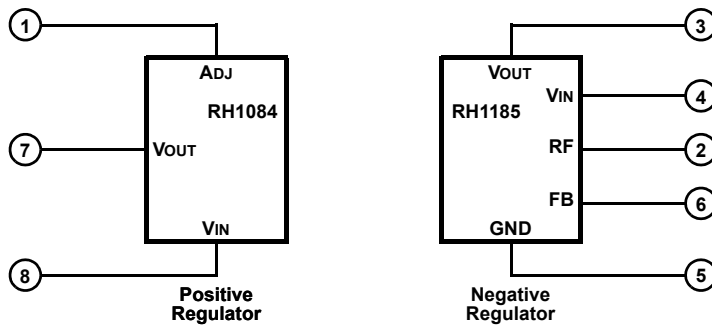 1
ADJ
RH1084
7
VOUT
VIN
8
Positive
Regulator
3
VOUT
VIN
4
RH1185
RF
2
FB
6
GND
5
Negative
Regulator